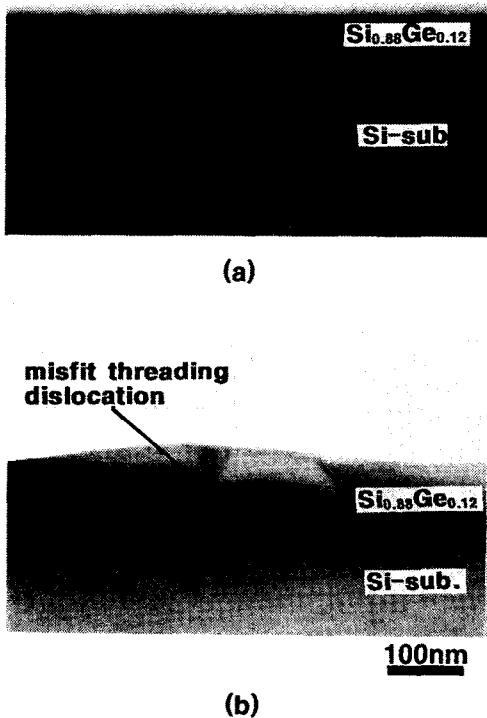 Si₀.₈₈Ge₀.₁₂
Si-sub
(a)
misfit threading
dislocation
Si₀.₈₈Ge₀.₁₂
Si-sub.
100nm
(b)